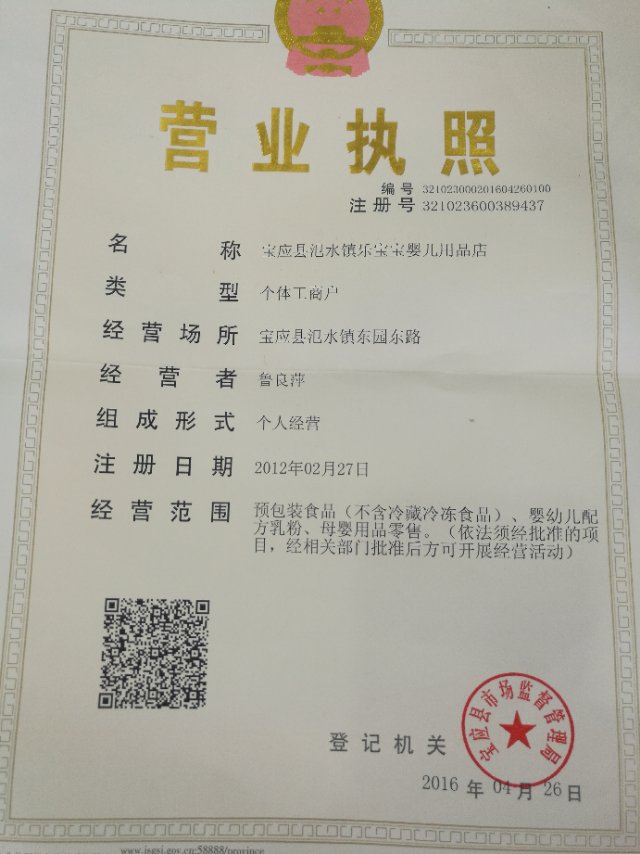 营业执照
编号 321023000201604260100
注册号 321023600389437
名称 宝应县氾水镇乐宝宝婴儿用品店
类型 个体工商户
经营场所 宝应县氾水镇东园东路
经营者 鲁良萍
组成形式 个人经营
注册日期 2012年02月27日
经营范围 预包装食品（不含冷藏冷冻食品）、婴幼儿配
方乳粉、母婴用品零售。（依法须经批准的项
目，经相关部门批准后方可开展经营活动）
宝应县市场监督管理局
登记机关
2016 年 04 月 26 日
www.jsgsj.gov.cn:58888/province